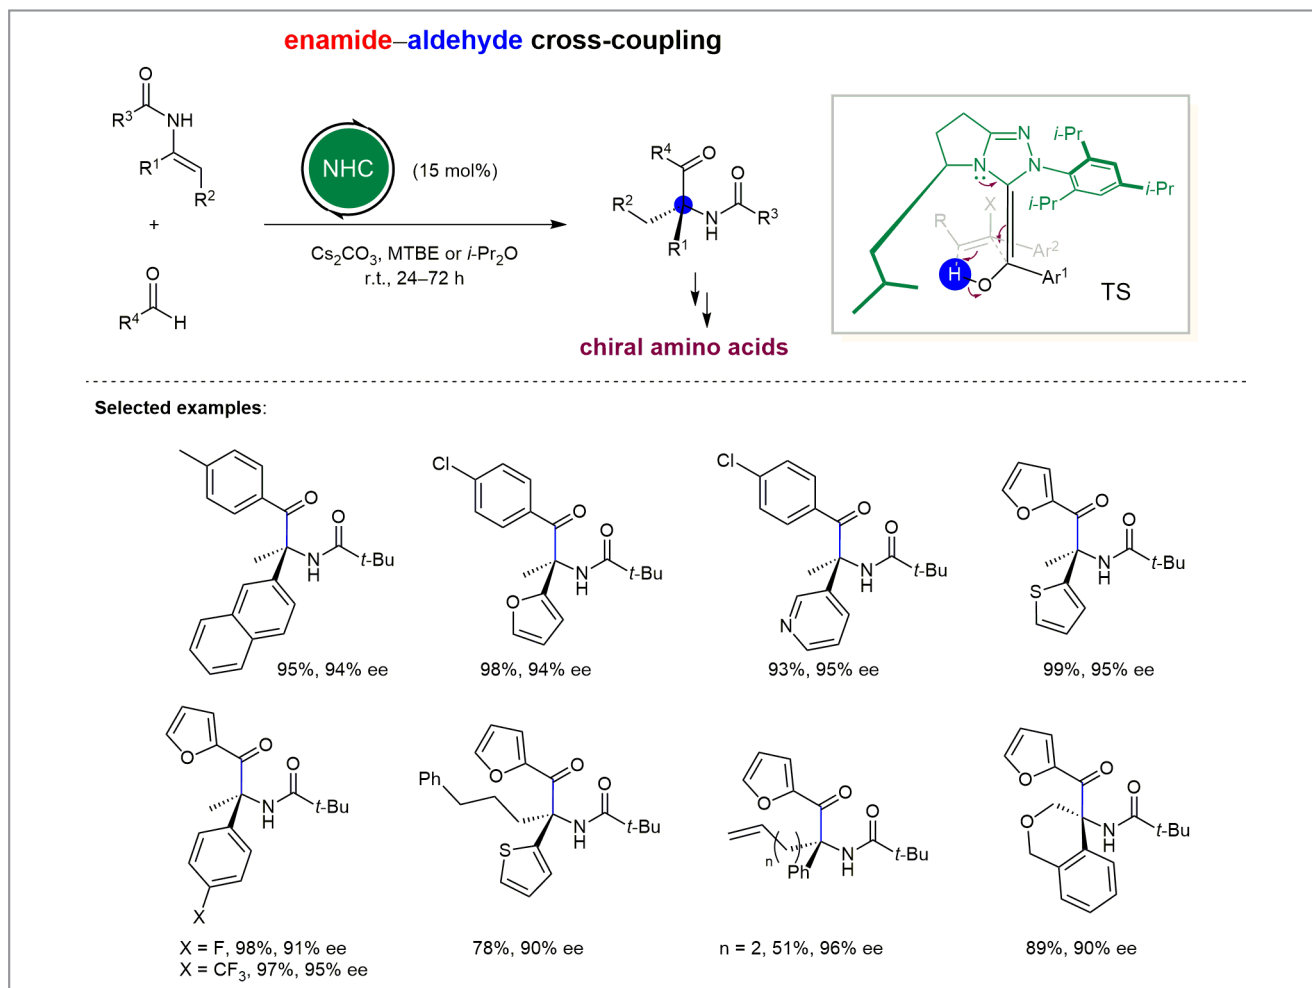 enamide–aldehyde cross-coupling
O
R³
NH
R¹
R²
+
O
R⁴
H
NHC
(15 mol%)
Cs₂CO₃, MTBE or i-Pr₂O
r.t., 24–72 h
R⁴
O
R²
N
H
O
R³
R¹
chiral amino acids
N
N
N
i-Pr
i-Pr
i-Pr
X
R
Ar²
H
O
Ar¹
TS
Selected examples:
O
O
N
H
t-Bu
95%, 94% ee
Cl
O
O
N
H
t-Bu
O
98%, 94% ee
Cl
O
O
N
H
t-Bu
N
93%, 95% ee
O
O
O
N
H
t-Bu
S
99%, 95% ee
O
O
O
N
H
t-Bu
X
X = F, 98%, 91% ee
X = CF₃, 97%, 95% ee
O
O
Ph
O
N
H
t-Bu
S
78%, 90% ee
O
O
O
n
Ph
N
H
t-Bu
n = 2, 51%, 96% ee
O
O
O
O
N
H
t-Bu
89%, 90% ee